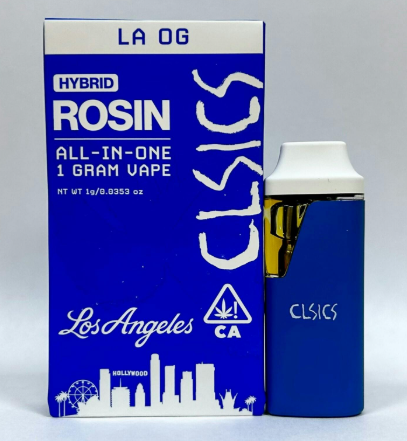 LA OG
HYBRID
ROSIN
ALL-IN-ONE
1 GRAM VAPE
NT WT 1g/0.0353 oz
CLSICS
Los Angeles
CA
HOLLYWOOD
CLSICS